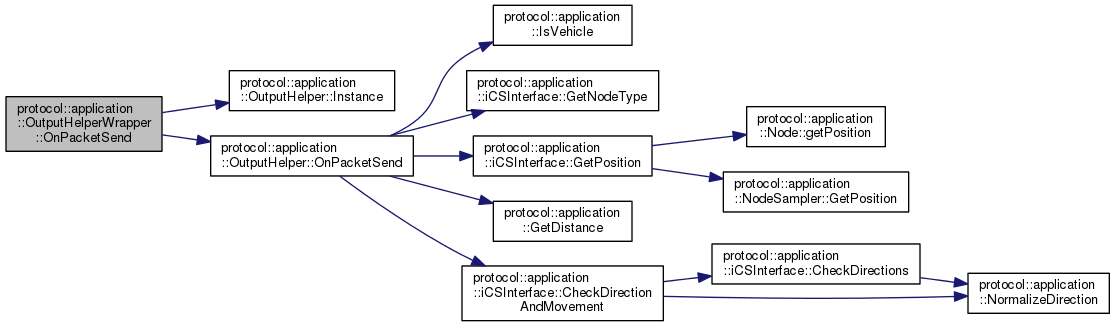 protocol::application
::OutputHelperWrapper
::OnPacketSend
protocol::application
::OutputHelper::Instance
protocol::application
::OutputHelper::OnPacketSend
protocol::application
::IsVehicle
protocol::application
::iCSInterface::GetNodeType
protocol::application
::iCSInterface::GetPosition
protocol::application
::GetDistance
protocol::application
::iCSInterface::CheckDirection
AndMovement
protocol::application
::Node::getPosition
protocol::application
::NodeSampler::GetPosition
protocol::application
::iCSInterface::CheckDirections
protocol::application
::NormalizeDirection